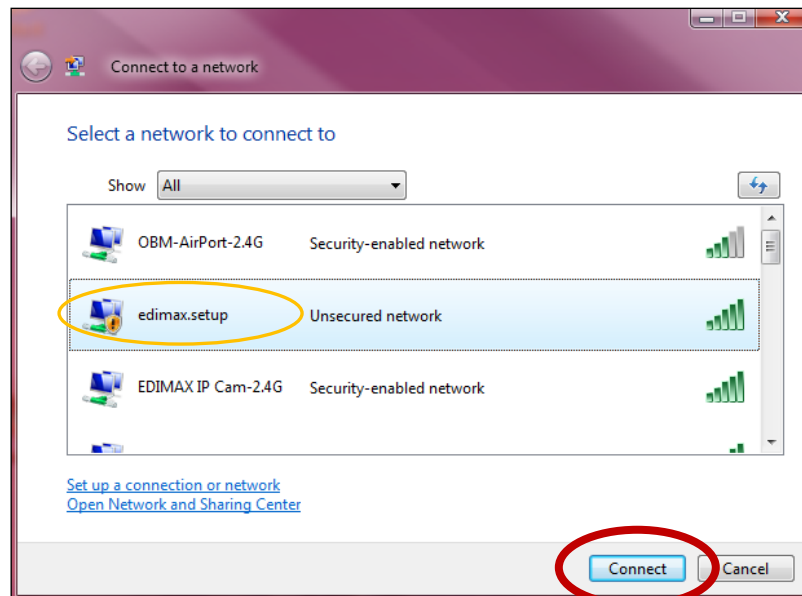 Connect to a network
Select a network to connect to
Show All
OBM-AirPort-2.4G Security-enabled network
edimax.setup Unsecured network
EDIMAX IP Cam-2.4G Security-enabled network
Set up a connection or network
Open Network and Sharing Center
Connect Cancel